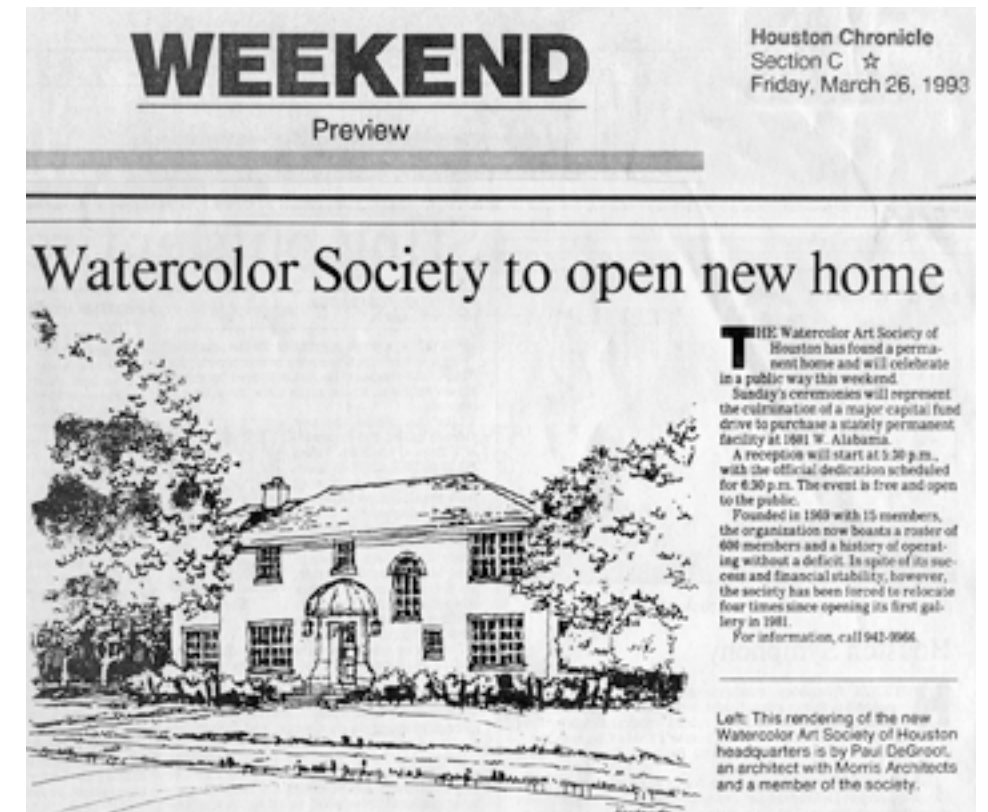 WEEKEND
Preview
Houston Chronicle
Section C ☆
Friday, March 26, 1993
Watercolor Society to open new home
THE Watercolor Art Society of
Houston has found a perma-
nent home and will celebrate
in a public way this weekend.
Sunday's ceremonies will represent
the culmination of a major capital fund
drive to purchase a stately permanent
facility at 1601 W. Alabama.
A reception will start at 5:30 p.m.,
with the official dedication scheduled
for 6:30 p.m. The event is free and open
to the public.
Founded in with 15 members,
the organization now boasts a roster of
600 members and a history of operat-
ing without a deficit. In spite of its suc-
cess and financial stability, however,
the society has been forced to relocate
four times since opening its first gal-
lery in 1981.
For information, call
Left: This rendering of the new
Watercolor Art Society of Houston
headquarters is by Paul DeGroot,
an architect with Morris Architects
and a member of the society.